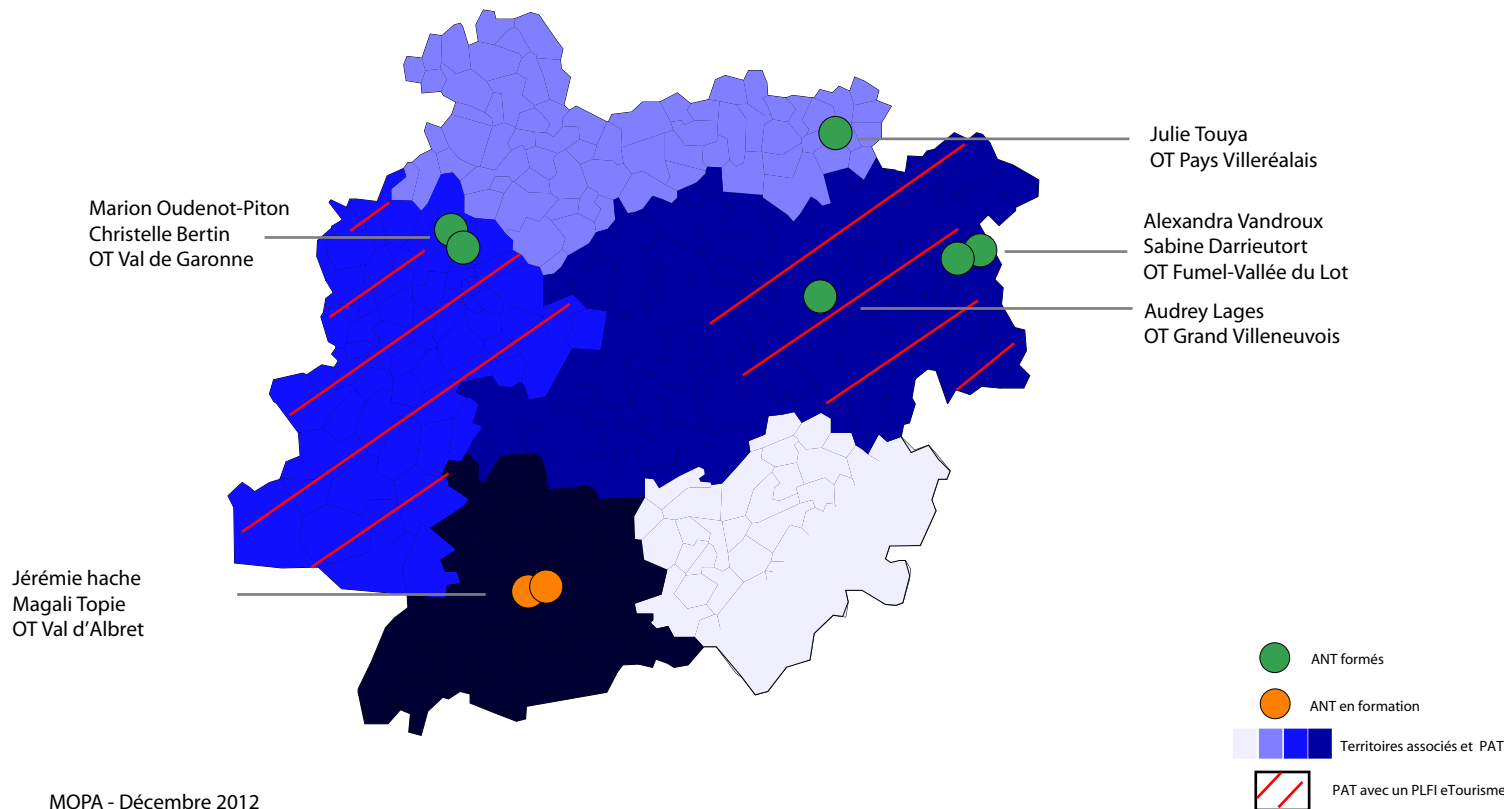 Julie Touya
OT Pays Villeréalais
Marion Oudenot-Piton
Christelle Bertin
OT Val de Garonne
Alexandra Vandroux
Sabine Darrieutort
OT Fumel-Vallée du Lot
Audrey Lages
OT Grand Villeneuvois
Jérémie hache
Magali Topie
OT Val d’Albret
ANT formés
ANT en formation
Territoires associés et PAT
PAT avec un PLFI eTourisme
MOPA - Décembre 2012